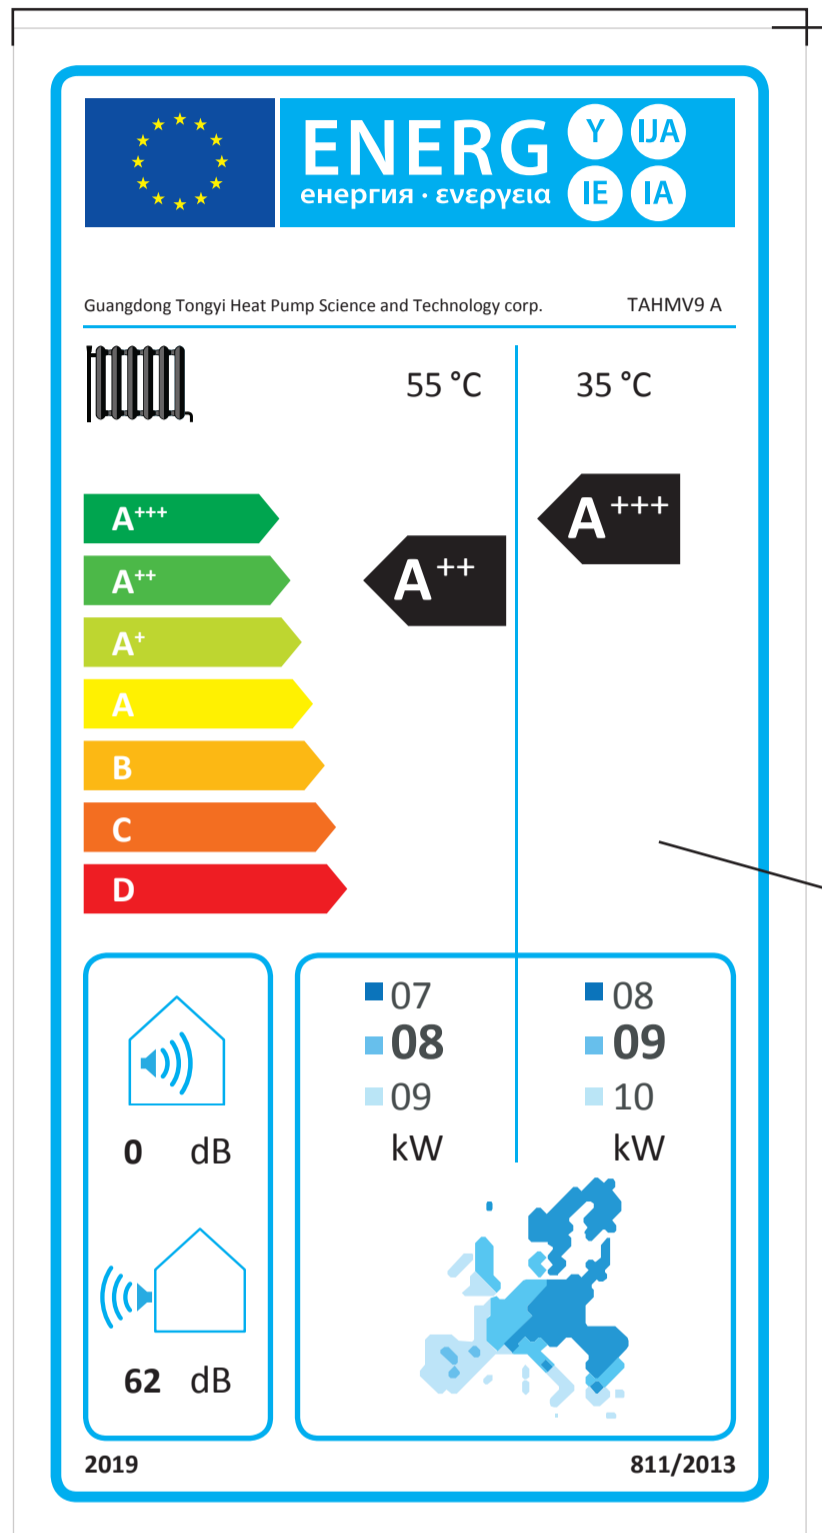 ENERG Y IJA
енергия · ενεργεια IE IA
Guangdong Tongyi Heat Pump Science and Technology corp. TAHMV9 A
55 °C 35 °C
A+++ A+++
A++ A++
A+
A
B
C
D
07 08
08 09
09 10
kW kW
0 dB
62 dB
2019 811/2013